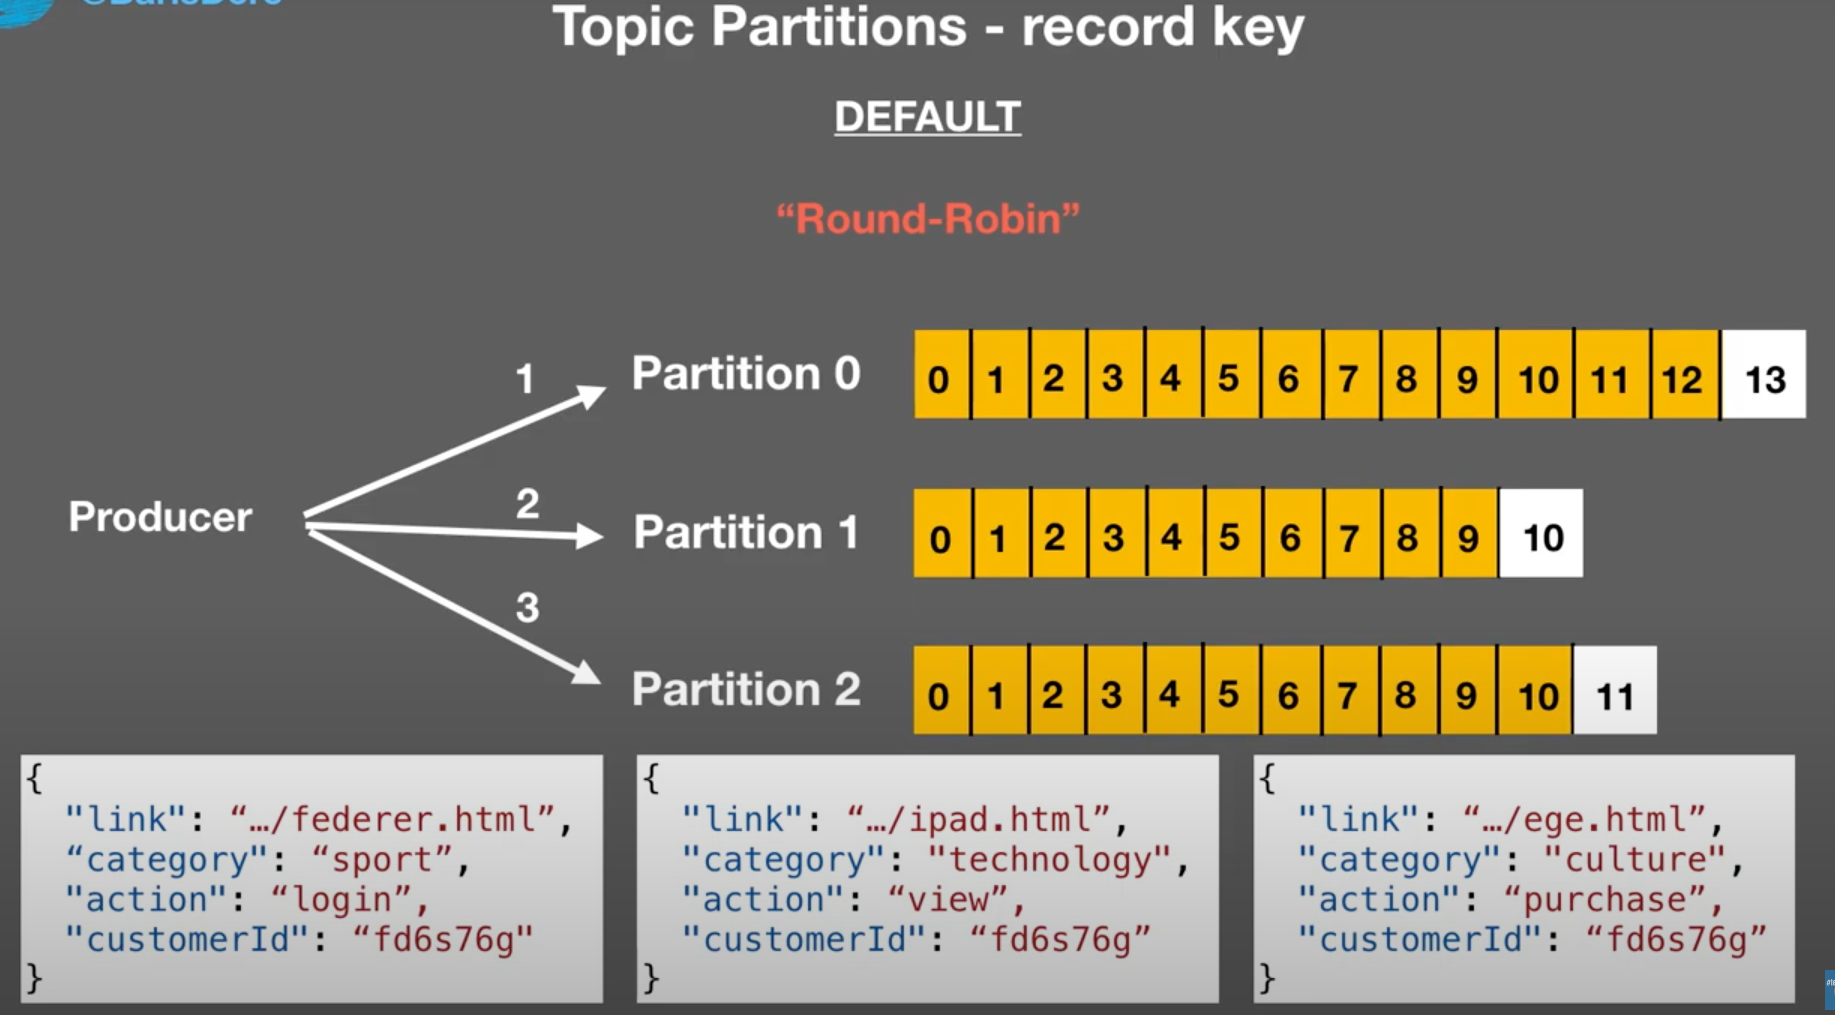 @BarisDere
Topic Partitions - record key
DEFAULT
“Round-Robin”
1
Partition 0
0 1 2 3 4 5 6 7 8 9 10 11 12 13
Producer
2
Partition 1
0 1 2 3 4 5 6 7 8 9 10
3
Partition 2
0 1 2 3 4 5 6 7 8 9 10 11
{
"link": “…/federer.html”,
“category": “sport”,
"action": “login”,
"customerId": “fd6s76g"
}
{
"link": “…/ipad.html”,
"category": "technology",
"action": “view”,
"customerId": “fd6s76g”
}
{
"link": “…/ege.html”,
"category": "culture",
"action": “purchase”,
"customerId": “fd6s76g”
}